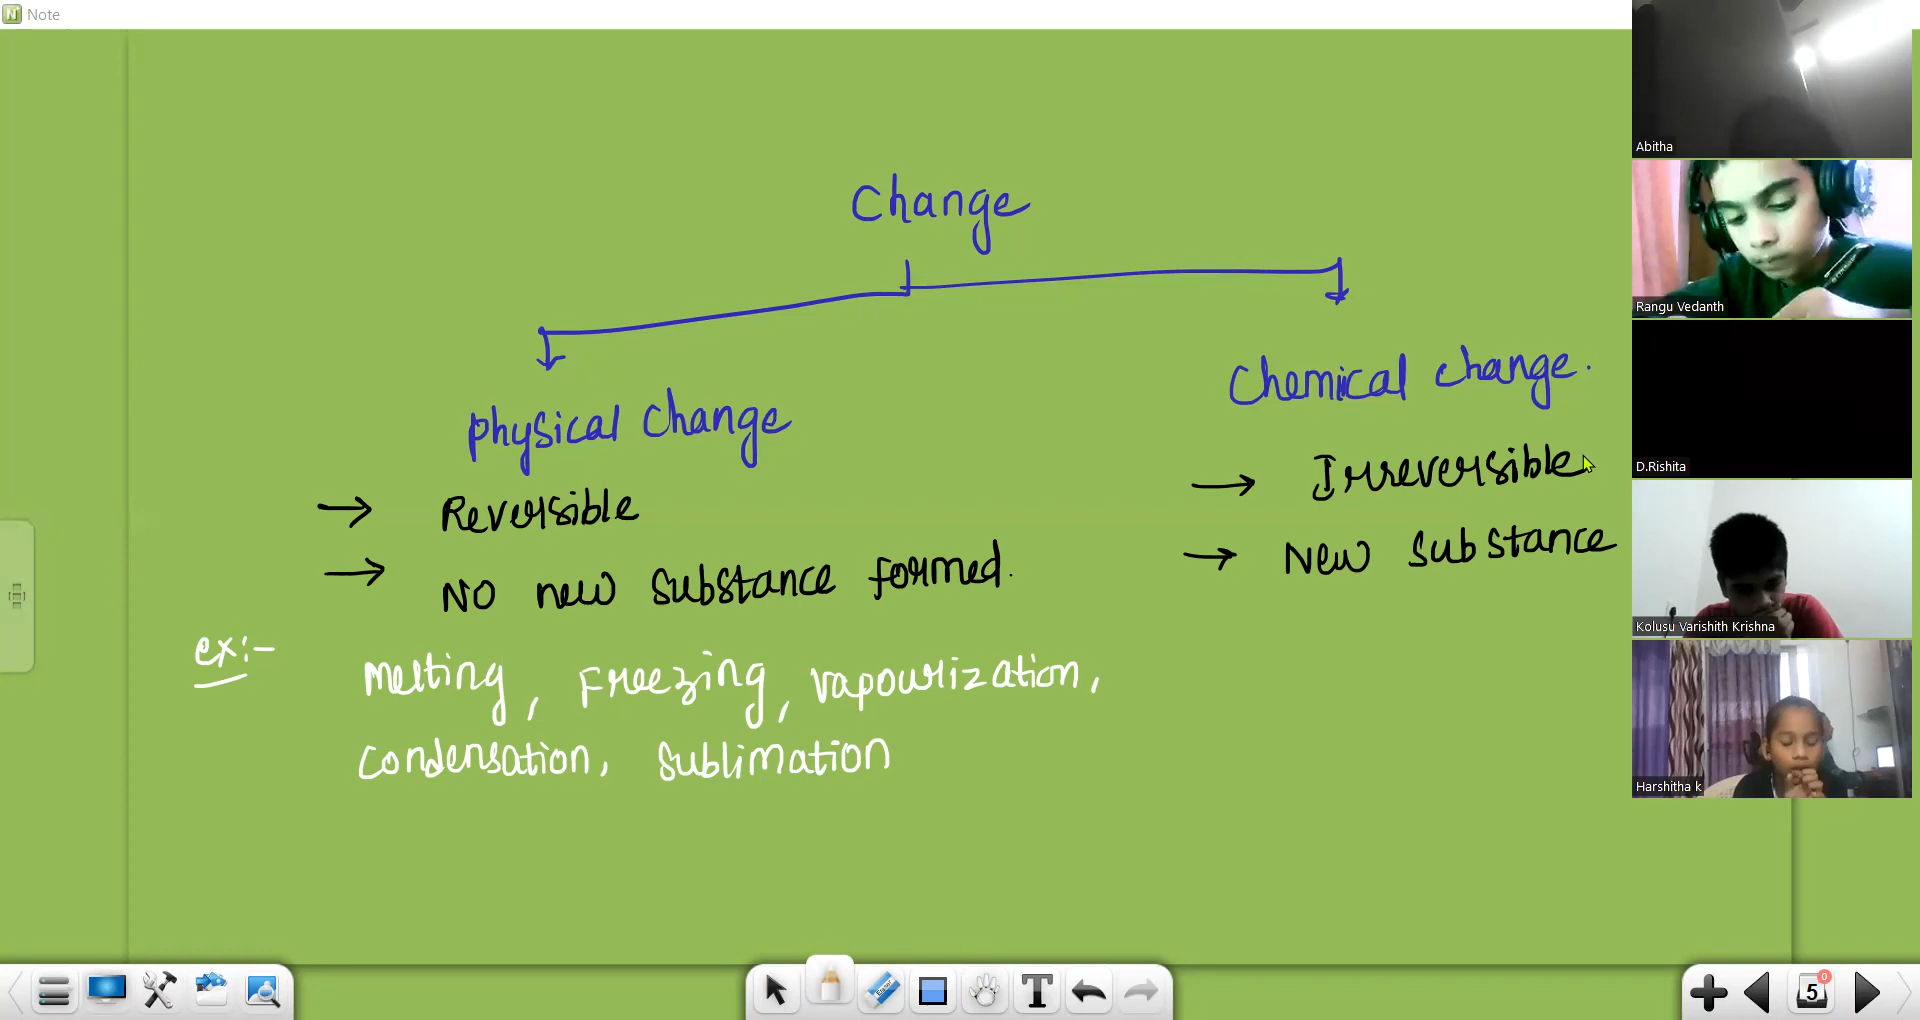 Note
Change
Physical Change
Chemical change.
→ Reversible
→ Irreversible
→ No new substance formed.
→ New substance
ex:-
Melting, Freezing, vapourization,
condensation, sublimation
Abitha
Rangu Vedanth
D.Rishita
Kolusu Varishith Krishna
Harshitha k
Eraser
T
5
0